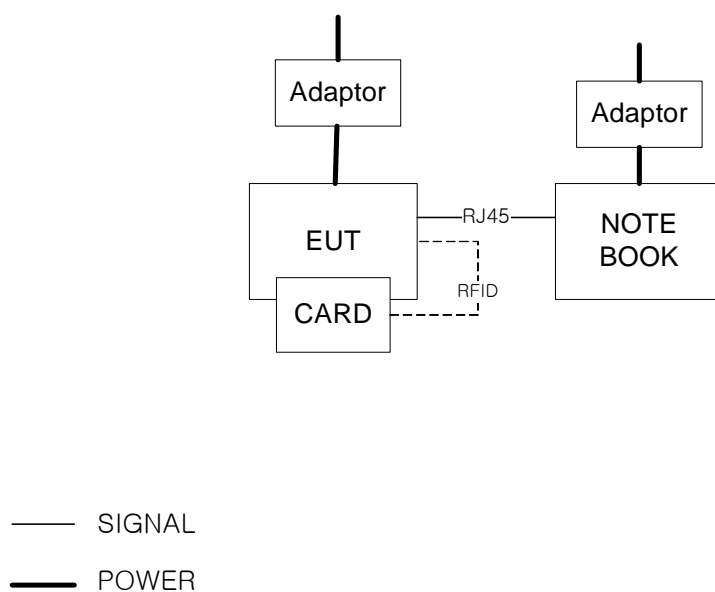 Adaptor
Adaptor
EUT
RJ45
NOTE
BOOK
RFID
CARD
SIGNAL
POWER